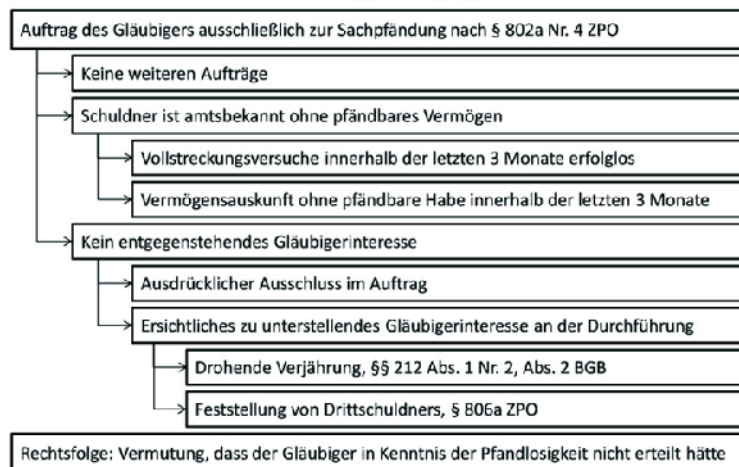 Auftrag des Gläubigers ausschließlich zur Sachpfändung nach § 802a Nr. 4 ZPO
Keine weiteren Aufträge
Schuldner ist amtsbekannt ohne pfändbares Vermögen
Vollstreckungsversuche innerhalb der letzten 3 Monate erfolglos
Vermögensauskunft ohne pfändbare Habe innerhalb der letzten 3 Monate
Kein entgegenstehendes Gläubigerinteresse
Ausdrücklicher Ausschluss im Auftrag
Ersichtliches zu unterstellendes Gläubigerinteresse an der Durchführung
Drohende Verjährung, §§ 212 Abs. 1 Nr. 2, Abs. 2 BGB
Feststellung von Drittschuldners, § 806a ZPO
Rechtsfolge: Vermutung, dass der Gläubiger in Kenntnis der Pfandlosigkeit nicht erteilt hätte